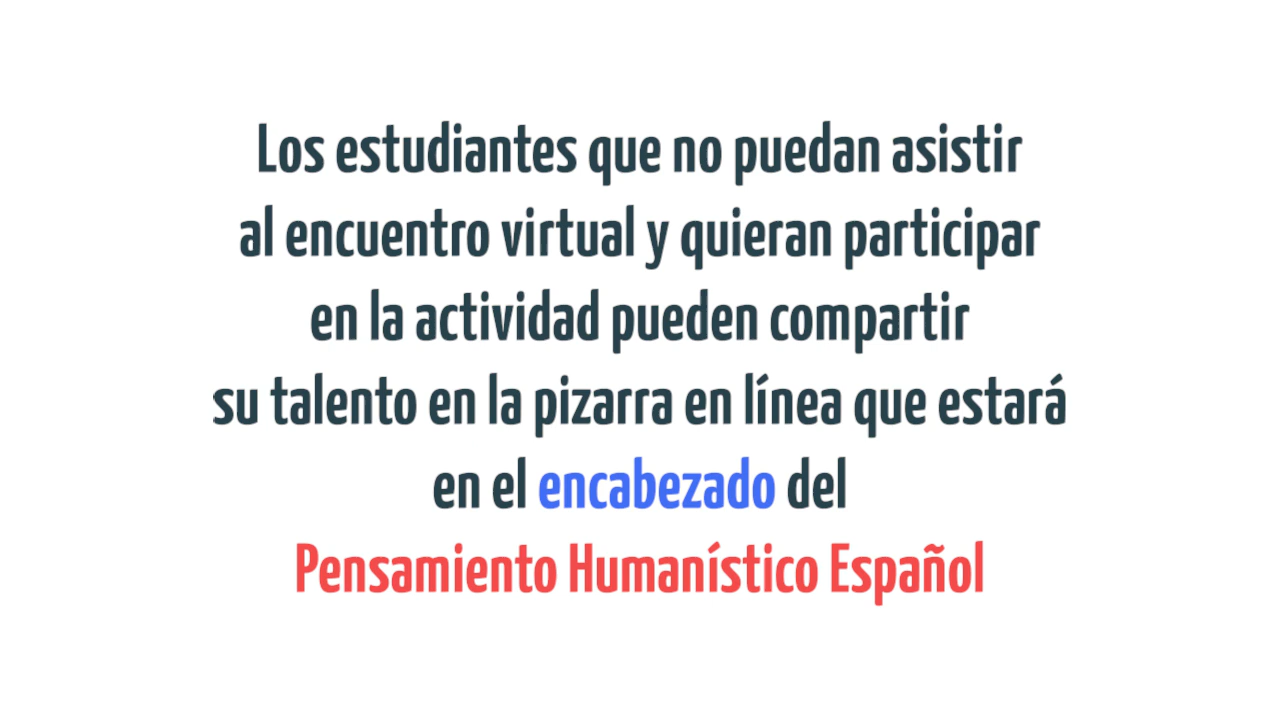 Los estudiantes que no puedan asistir
al encuentro virtual y quieran participar
en la actividad pueden compartir
su talento en la pizarra en línea que estará
en el encabezado del
Pensamiento Humanístico Español